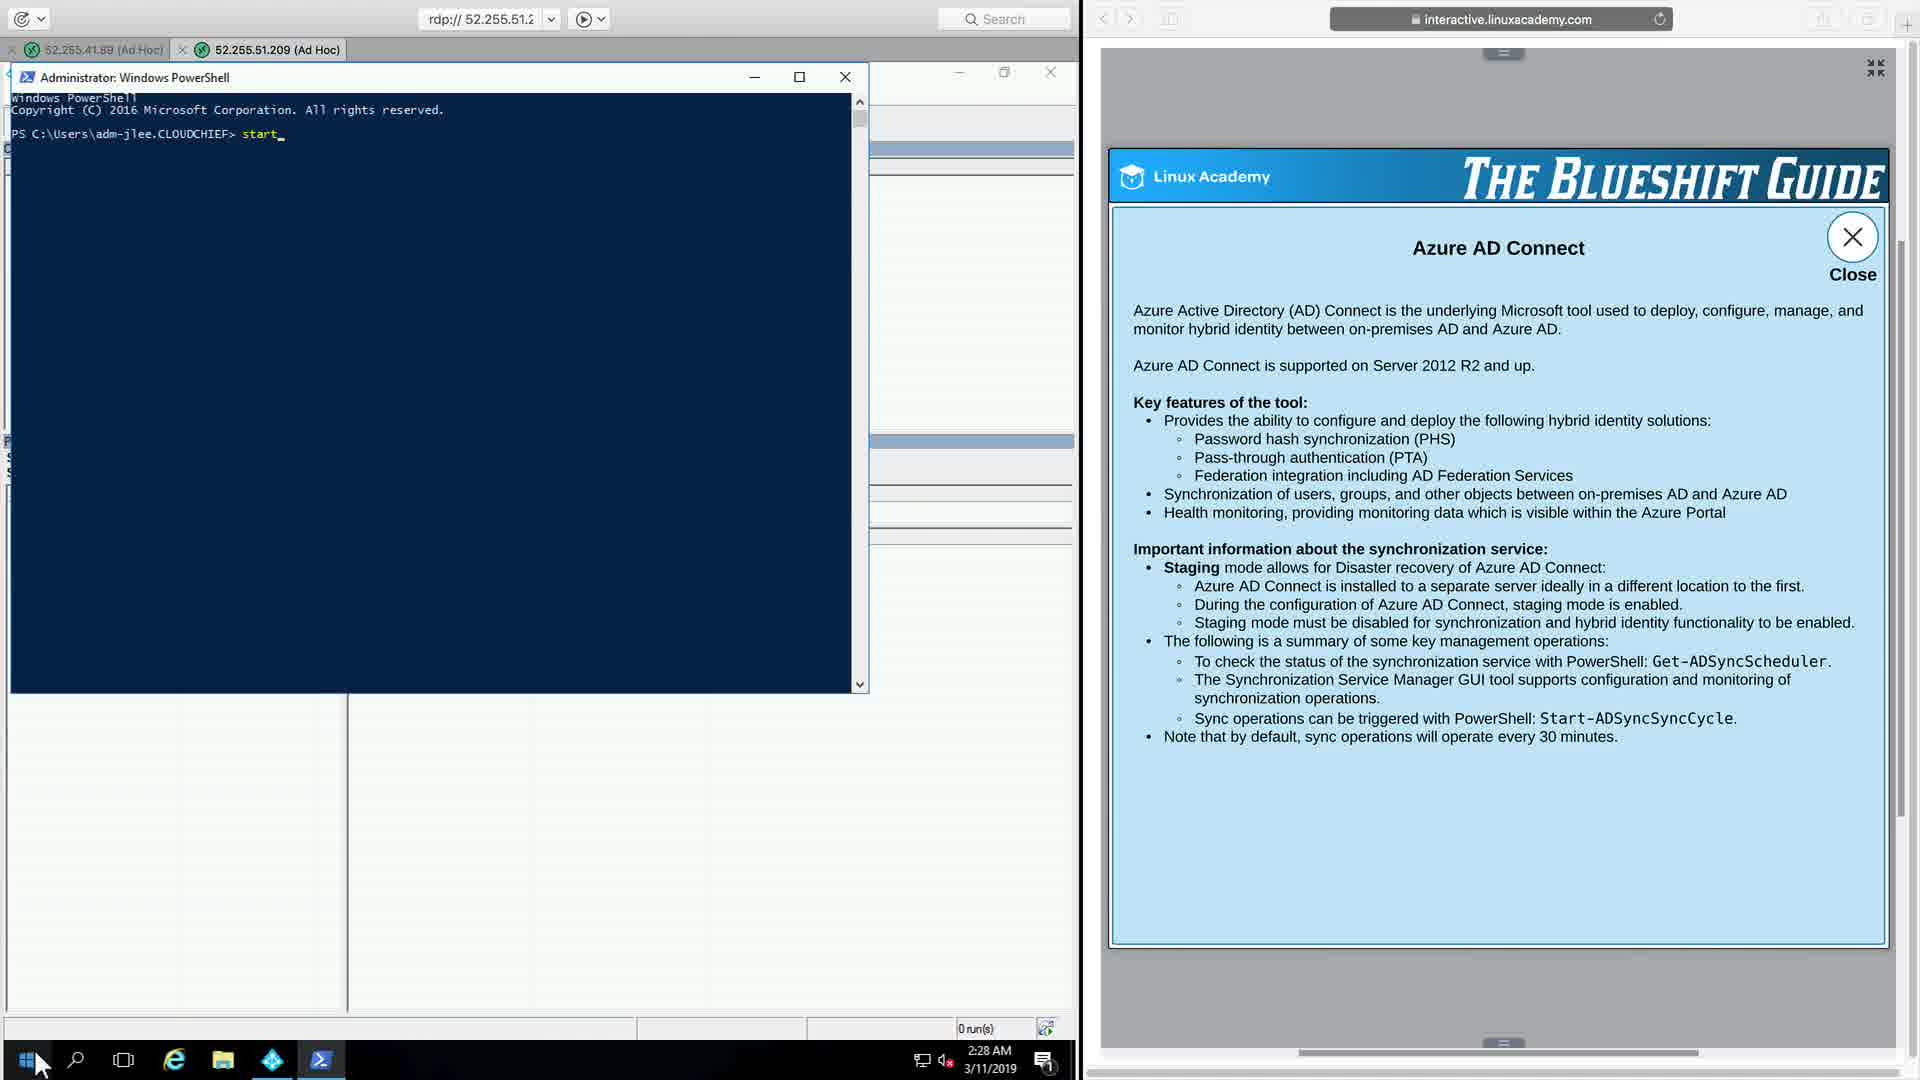 rdp:// 52.255.51.2
Search
52.255.41.89 (Ad Hoc)
52.255.51.209 (Ad Hoc)
Administrator: Windows PowerShell
Windows PowerShell
Copyright (C) 2016 Microsoft Corporation. All rights reserved.
PS C:\Users\adm-jlee.CLOUDCHIEF> start_
0 run(s)
2:28 AM
3/11/2019
1
interactive.linuxacademy.com
Linux Academy
THE BLUESHIFT GUIDE
Azure AD Connect
Close
Azure Active Directory (AD) Connect is the underlying Microsoft tool used to deploy, configure, manage, and
monitor hybrid identity between on-premises AD and Azure AD.
Azure AD Connect is supported on Server 2012 R2 and up.
Key features of the tool:
• Provides the ability to configure and deploy the following hybrid identity solutions:
◦ Password hash synchronization (PHS)
◦ Pass-through authentication (PTA)
◦ Federation integration including AD Federation Services
• Synchronization of users, groups, and other objects between on-premises AD and Azure AD
• Health monitoring, providing monitoring data which is visible within the Azure Portal
Important information about the synchronization service:
• Staging mode allows for Disaster recovery of Azure AD Connect:
◦ Azure AD Connect is installed to a separate server ideally in a different location to the first.
◦ During the configuration of Azure AD Connect, staging mode is enabled.
◦ Staging mode must be disabled for synchronization and hybrid identity functionality to be enabled.
• The following is a summary of some key management operations:
◦ To check the status of the synchronization service with PowerShell: Get-ADSyncScheduler.
◦ The Synchronization Service Manager GUI tool supports configuration and monitoring of
synchronization operations.
◦ Sync operations can be triggered with PowerShell: Start-ADSyncSyncCycle.
• Note that by default, sync operations will operate every 30 minutes.